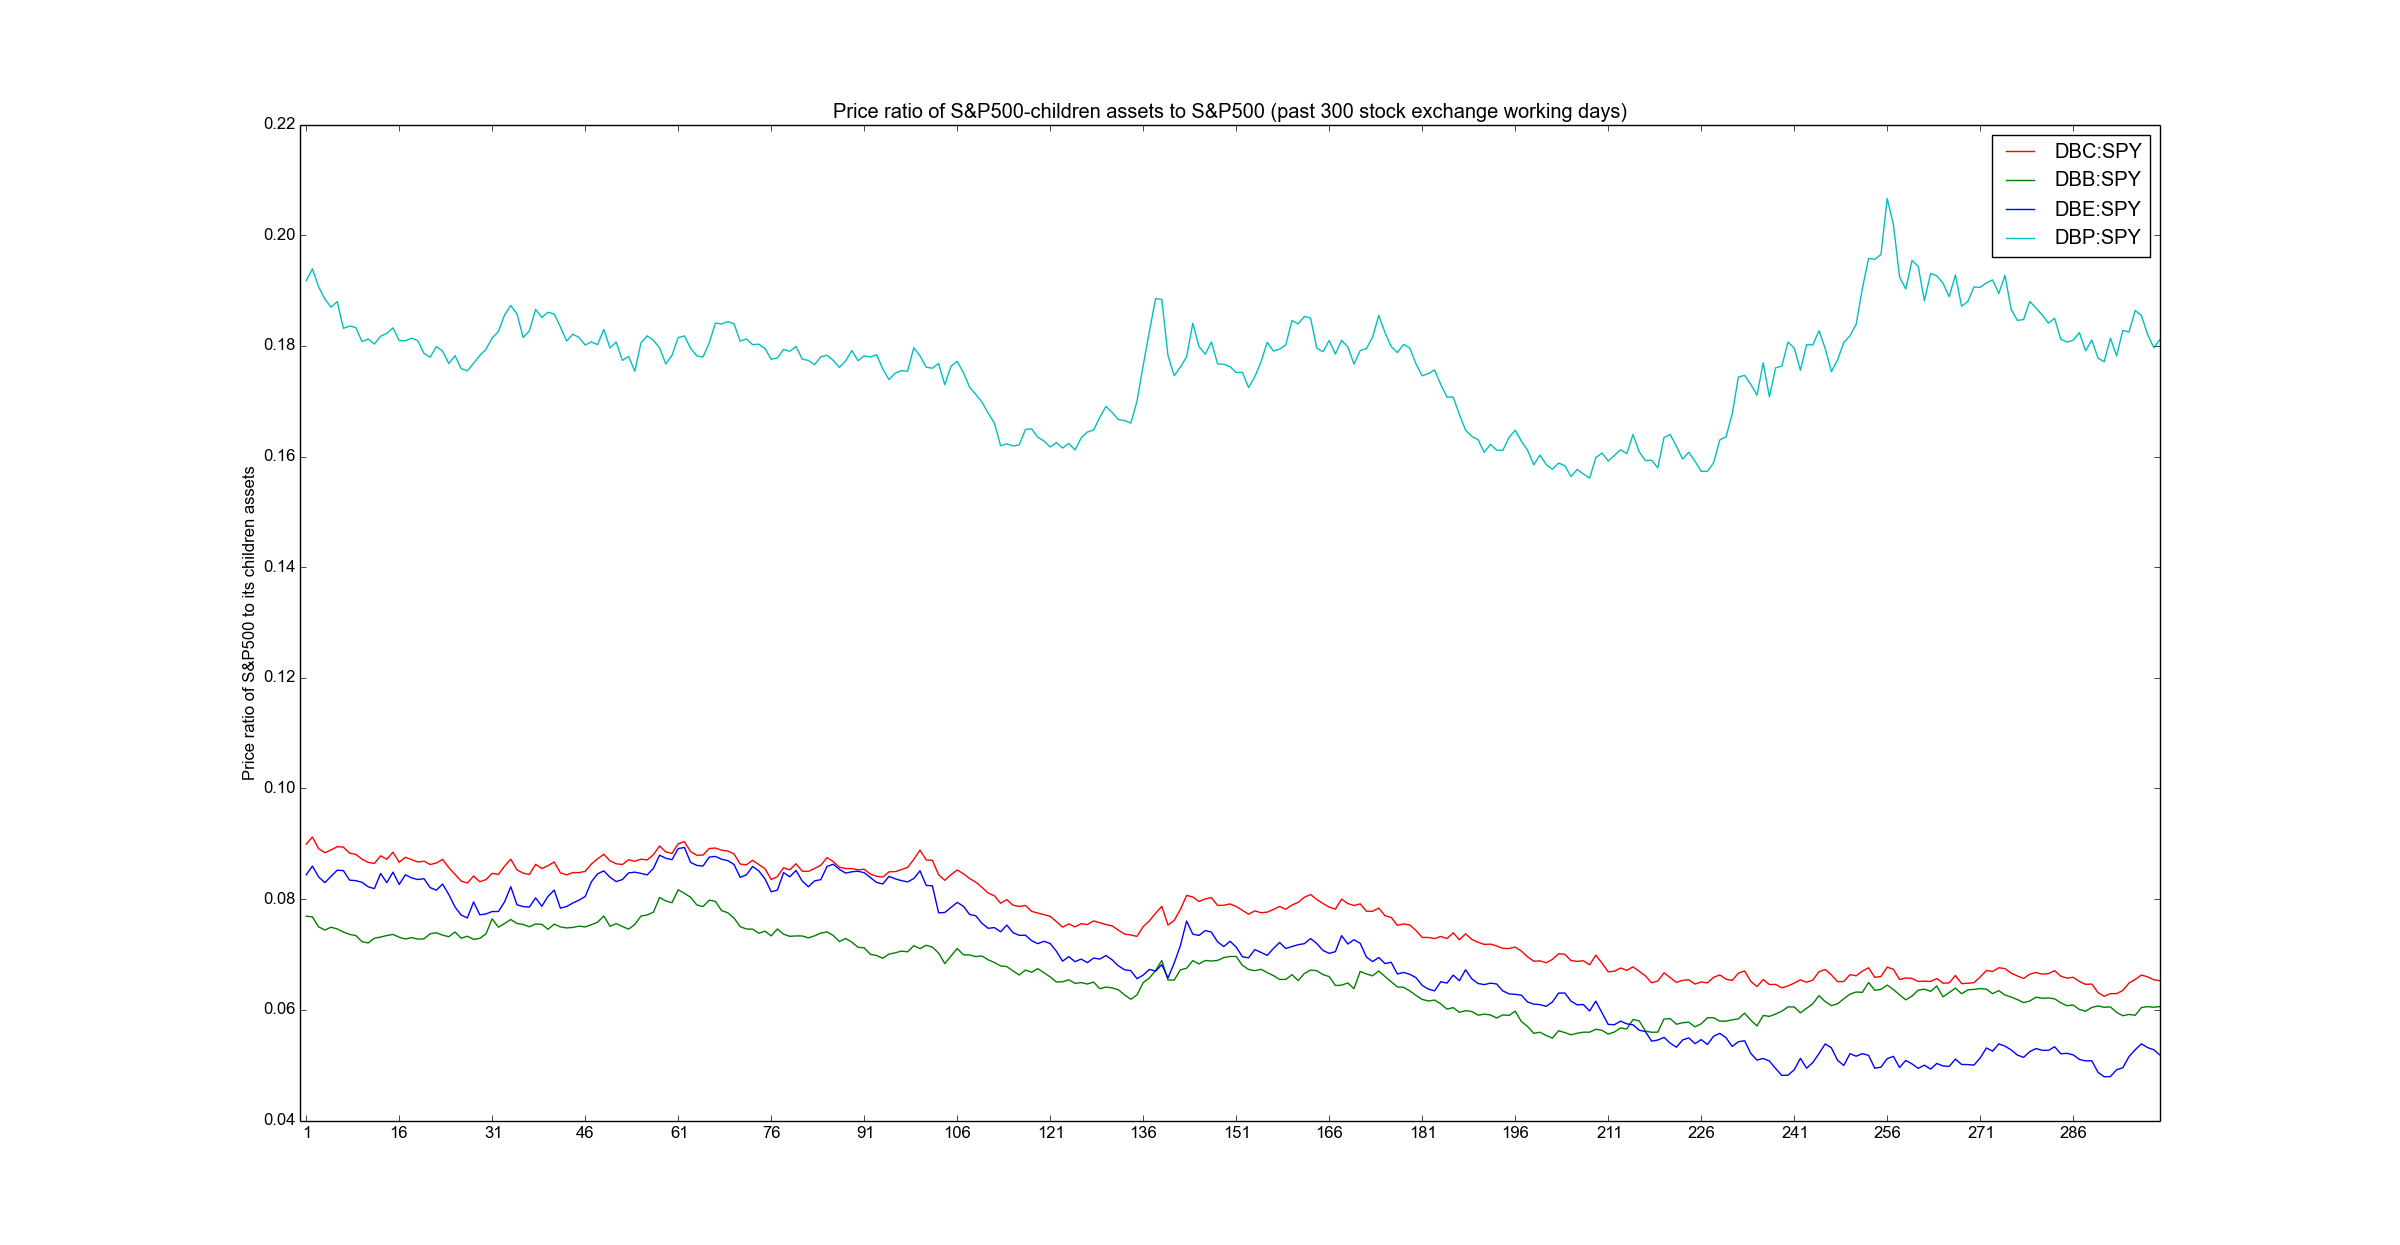 Price ratio of S&P500-children assets to S&P500 (past 300 stock exchange working days)
0.22
0.20
0.18
0.16
0.14
0.12
0.10
0.08
0.06
0.04
Price ratio of S&P500 to its children assets
DBC:SPY
DBB:SPY
DBE:SPY
DBP:SPY
1 16 31 46 61 76 91 106 121 136 151 166 181 196 211 226 241 256 271 286